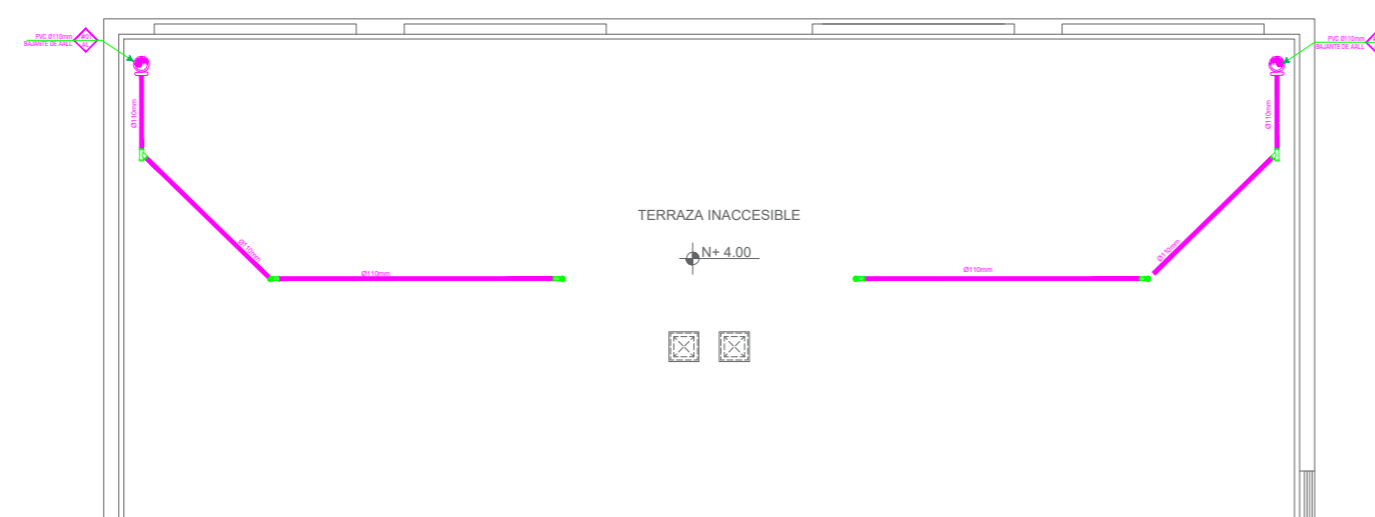 PVC Ø110mm
BAJANTE DE AALL
PVC Ø110mm
BAJANTE DE AALL
Ø110mm
Ø110mm
TERRAZA INACCESIBLE
N+ 4.00
Ø110mm
Ø110mm
Ø110mm
Ø110mm